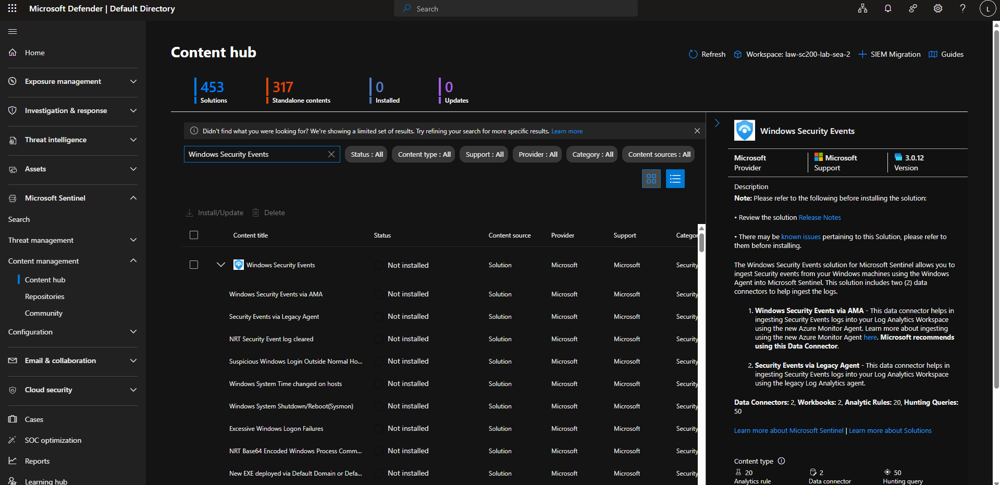 Microsoft Defender | Default Directory
Search
L
Home
Exposure management
Investigation & response
Threat intelligence
Assets
Microsoft Sentinel
Search
Threat management
Content management
Content hub
Repositories
Community
Configuration
Email & collaboration
Cloud security
Cases
SOC optimization
Reports
Learning hub
Content hub
Refresh
Workspace: law-sc200-lab-sea-2
SIEM Migration
Guides
453
Solutions
317
Standalone contents
0
Installed
0
Updates
Didn't find what you were looking for? We're showing a limited set of results. Try refining your search for more specific results. Learn more
Windows Security Events
Status : All
Content type : All
Support : All
Provider : All
Category : All
Content sources : All
Install/Update
Delete
Content title Status Content source Provider Support Categor
Windows Security Events Not installed Solution Microsoft Microsoft Security
Windows Security Events via AMA Not installed Solution Microsoft Microsoft Security
Security Events via Legacy Agent Not installed Solution Microsoft Microsoft Security
NRT Security Event log cleared Not installed Solution Microsoft Microsoft Security
Suspicious Windows Login Outside Normal Ho... Not installed Solution Microsoft Microsoft Security
Windows System Time changed on hosts Not installed Solution Microsoft Microsoft Security
Windows System Shutdown/Reboot(Sysmon) Not installed Solution Microsoft Microsoft Security
Excessive Windows Logon Failures Not installed Solution Microsoft Microsoft Security
NRT Base64 Encoded Windows Process Comm... Not installed Solution Microsoft Microsoft Security
New EXE deployed via Default Domain or Defa... Not installed Solution Microsoft Microsoft Security
Windows Security Events
Microsoft
Provider
Microsoft
Support
3.0.12
Version
Description
Note: Please refer to the following before installing the solution:
• Review the solution Release Notes
• There may be known issues pertaining to this Solution, please refer to
them before installing.
The Windows Security Events solution for Microsoft Sentinel allows you to
ingest Security events from your Windows machines using the Windows
Agent into Microsoft Sentinel. This solution includes two (2) data
connectors to help ingest the logs.
1. Windows Security Events via AMA - This data connector helps in
ingesting Security Events logs into your Log Analytics Workspace
using the new Azure Monitor Agent. Learn more about ingesting
using the new Azure Monitor Agent here. Microsoft recommends
using this Data Connector.
2. Security Events via Legacy Agent - This data connector helps in
ingesting Security Events logs into your Log Analytics Workspace
using the legacy Log Analytics agent.
Data Connectors: 2, Workbooks: 2, Analytic Rules: 20, Hunting Queries:
50
Learn more about Microsoft Sentinel | Learn more about Solutions
Content type
20
Analytics rule
2
Data connector
50
Hunting query